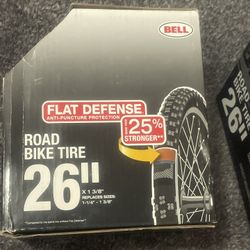 BELL
FLAT DEFENSE
ANTI-PUNCTURE PROTECTION
25%
STRONGER**
ROAD
BIKE TIRE
26"
X 1 3/8"
REPLACES SIZES:
1-1/4" - 1 3/8"